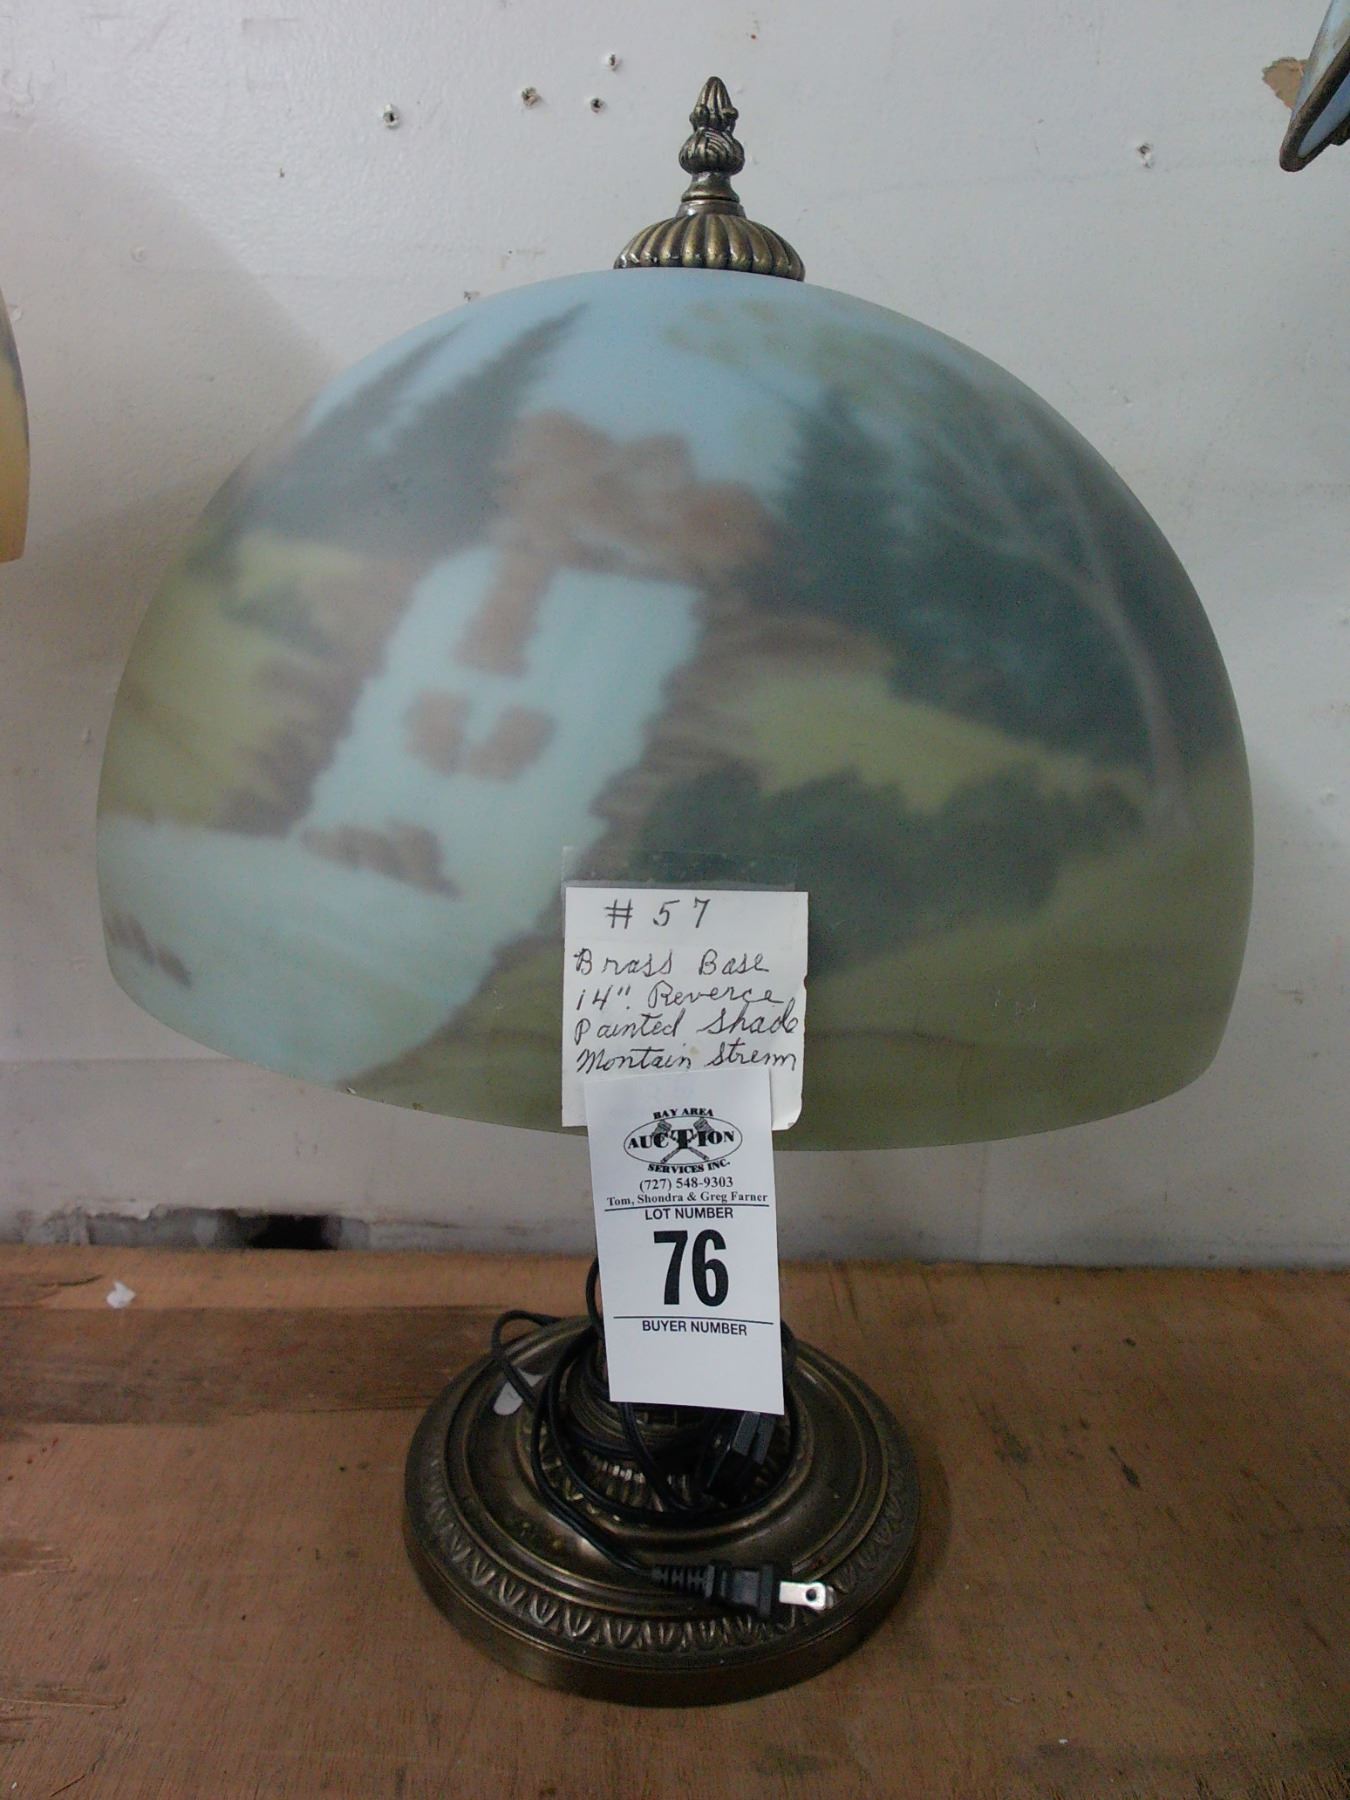 # 57
Brass Base
14" Reverce
Painted Shade
Montain Strem
BAY AREA
AUCTION
SERVICES INC.
(727) 548-9303
Tom, Shondra & Greg Farner
LOT NUMBER
76
BUYER NUMBER